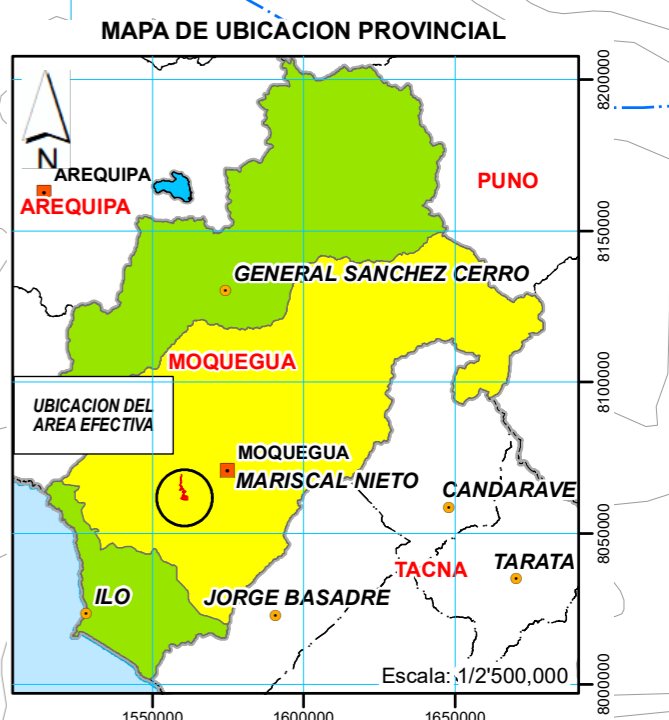 MAPA DE UBICACION PROVINCIAL
8200000
N
AREQUIPA
AREQUIPA
PUNO
8150000
GENERAL SANCHEZ CERRO
MOQUEGUA
8100000
UBICACION DEL
AREA EFECTIVA
MOQUEGUA
MARISCAL NIETO
CANDARAVE
8050000
TARATA
TACNA
ILO
JORGE BASADRE
Escala: 1/2'500,000
8000000
1550000
1600000
1650000